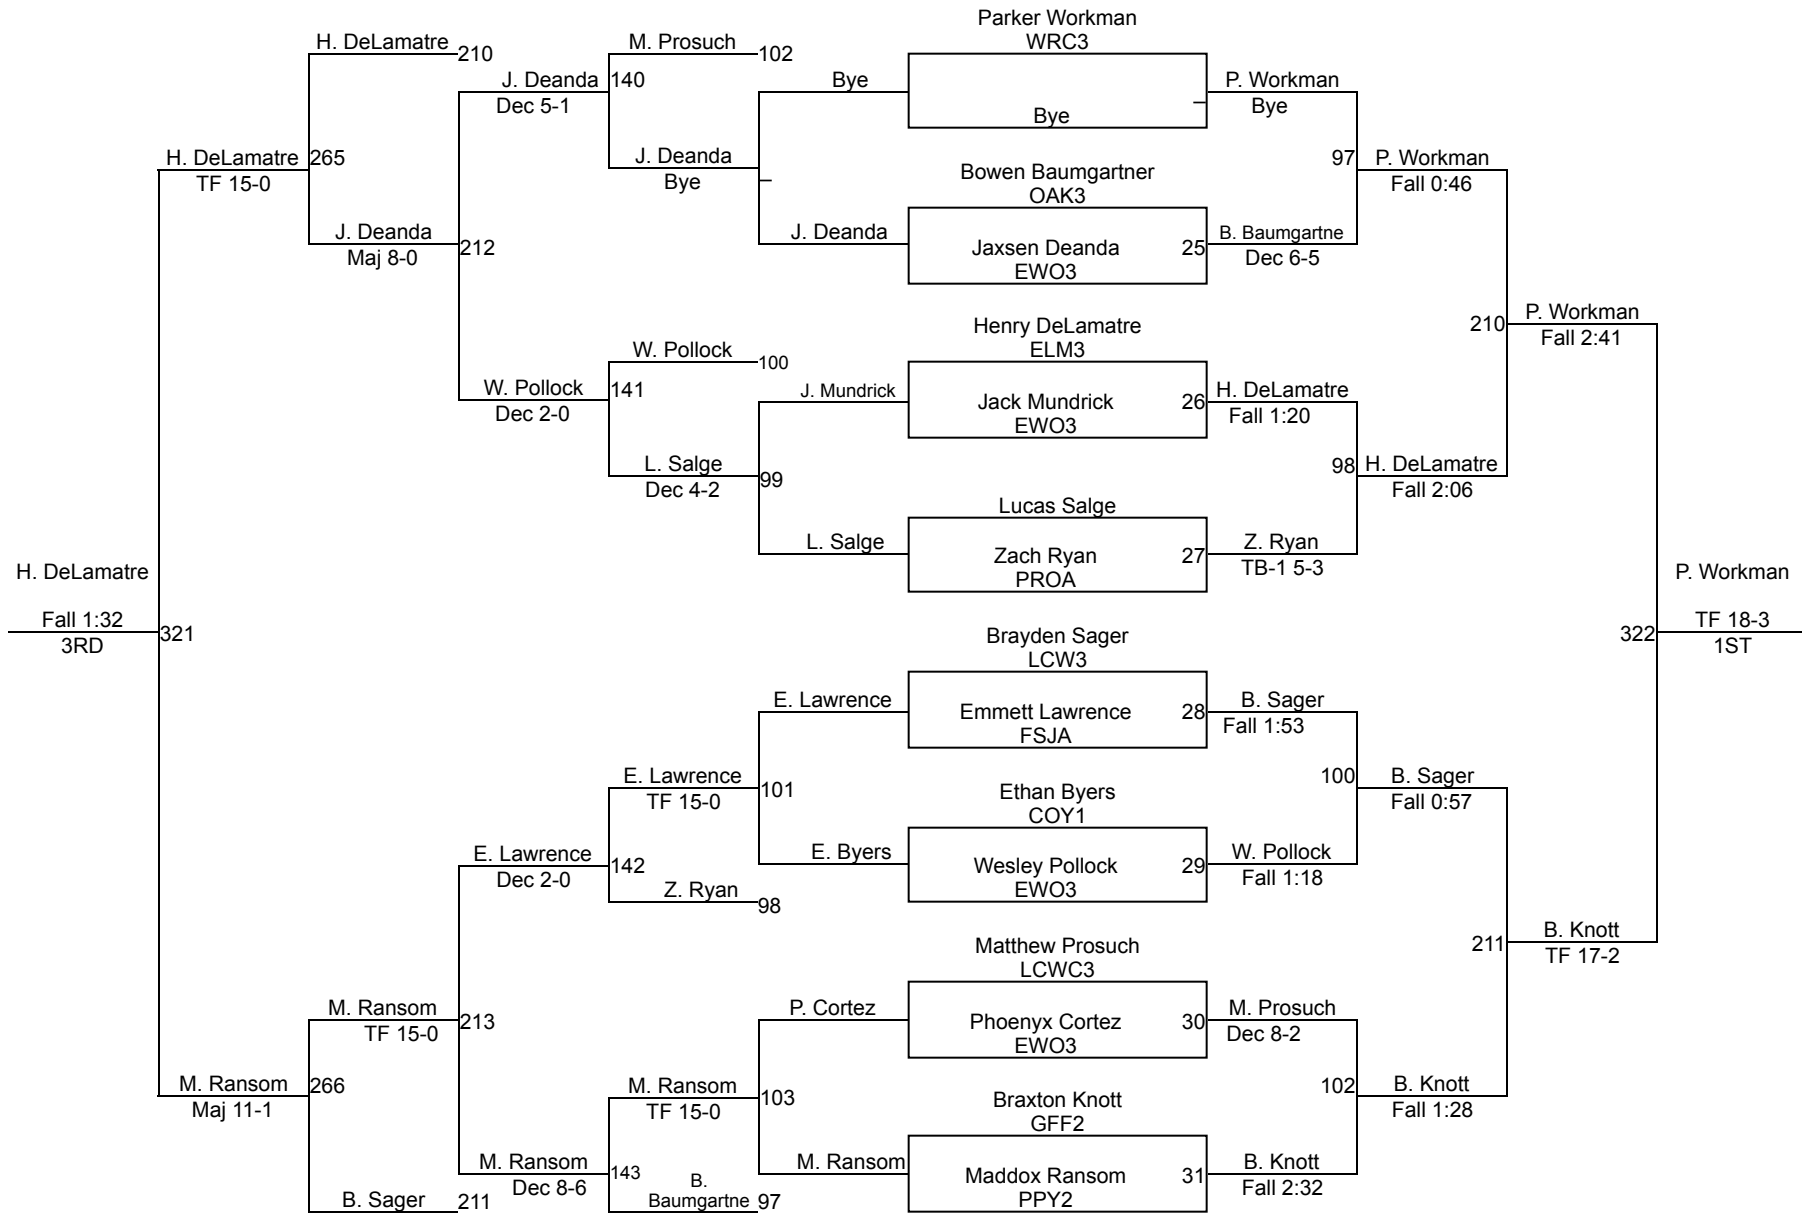 Parker Workman
WRC3
H. DeLamatre
210
M. Prosuch
102
J. Deanda
140
Dec 5-1
Bye
P. Workman
Bye
Bye
H. DeLamatre
265
TF 15-0
J. Deanda
Bye
Bowen Baumgartner
OAK3
97
P. Workman
Fall 0:46
J. Deanda
212
Maj 8-0
J. Deanda
Jaxsen Deanda
25
EWO3
B. Baumgartne
Dec 6-5
Henry DeLamatre
ELM3
210
P. Workman
Fall 2:41
W. Pollock
100
W. Pollock
141
Dec 2-0
J. Mundrick
Jack Mundrick
26
EWO3
H. DeLamatre
Fall 1:20
L. Salge
99
Dec 4-2
98
H. DeLamatre
Fall 2:06
Lucas Salge
L. Salge
Zach Ryan
27
PROA
Z. Ryan
TB-1 5-3
H. DeLamatre
Fall 1:32
3RD
321
P. Workman
322
TF 18-3
1ST
Brayden Sager
LCW3
E. Lawrence
Emmett Lawrence
28
FSJA
B. Sager
Fall 1:53
E. Lawrence
101
TF 15-0
Ethan Byers
COY1
100
B. Sager
Fall 0:57
E. Lawrence
142
Dec 2-0
E. Byers
Wesley Pollock
29
EWO3
W. Pollock
Fall 1:18
Z. Ryan
98
Matthew Prosuch
LCWC3
211
B. Knott
TF 17-2
M. Ransom
213
TF 15-0
P. Cortez
Phoenyx Cortez
30
EWO3
M. Prosuch
Dec 8-2
M. Ransom
266
Maj 11-1
M. Ransom
103
TF 15-0
Braxton Knott
GFF2
102
B. Knott
Fall 1:28
M. Ransom
143
Dec 8-6
M. Ransom
Maddox Ransom
31
PPY2
B. Knott
Fall 2:32
B. Sager
211
B.
Baumgartne
97